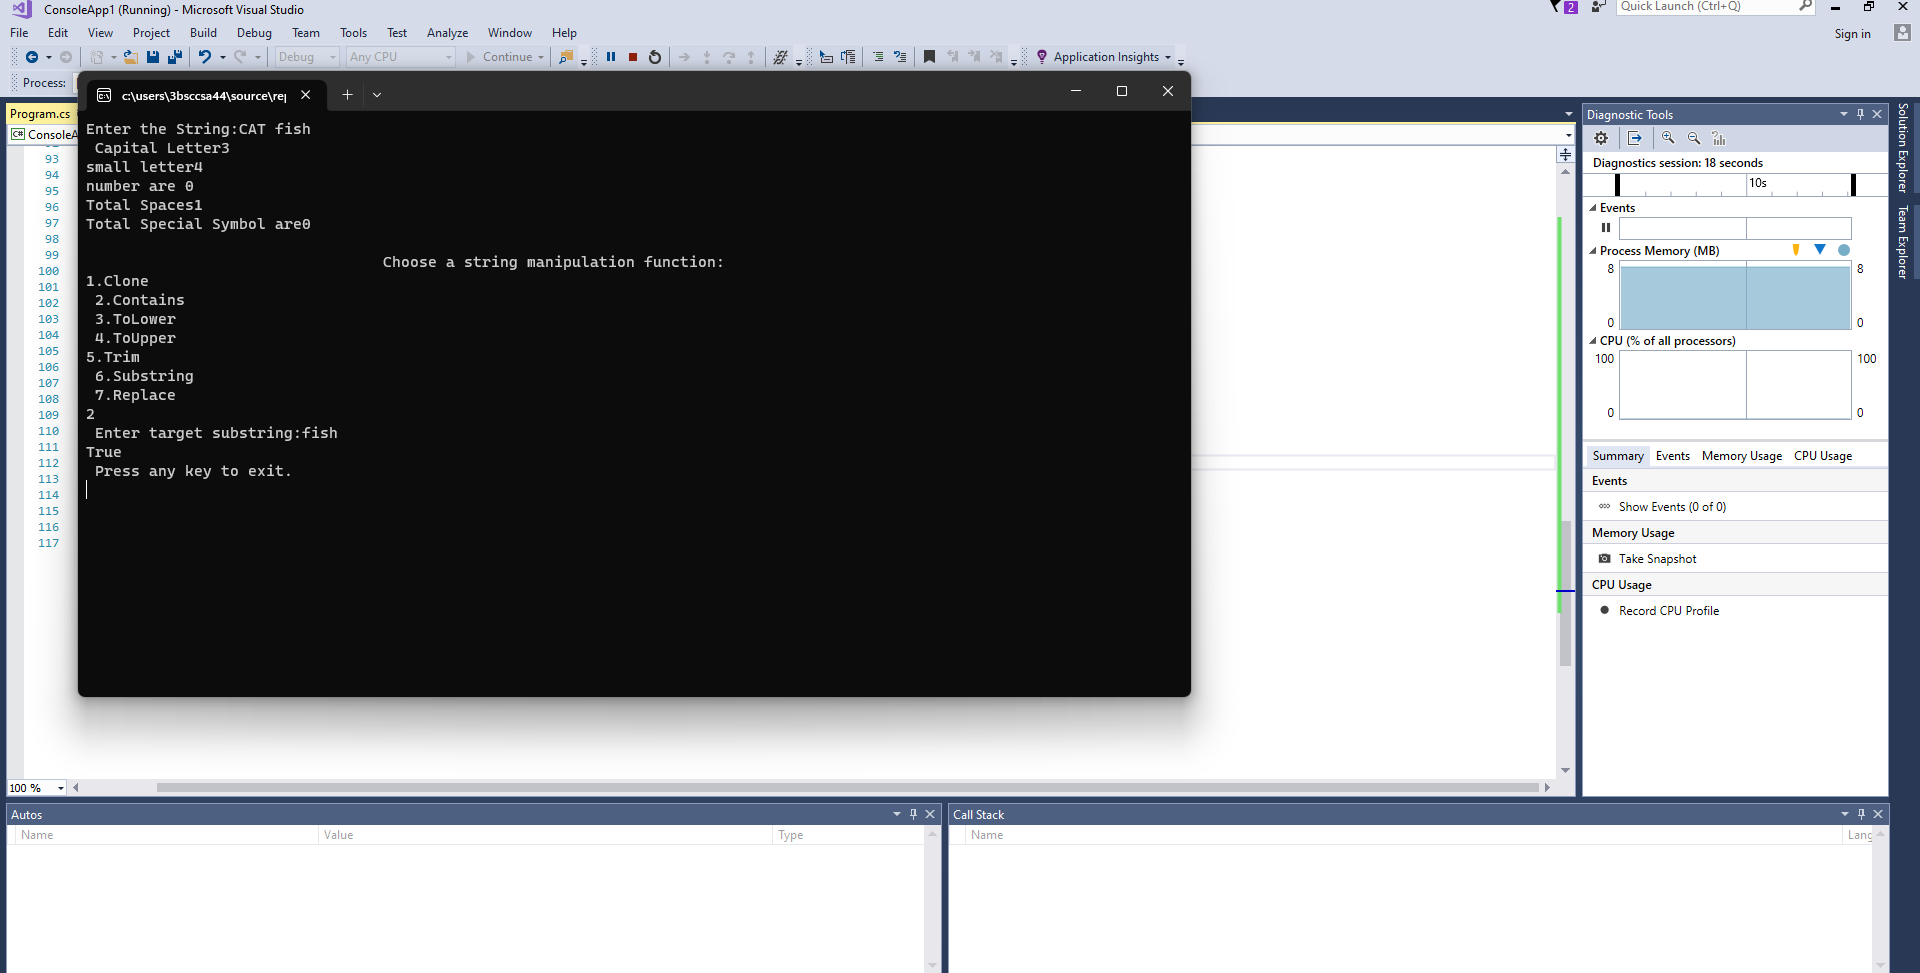 ConsoleApp1 (Running) - Microsoft Visual Studio
2
Quick Launch (Ctrl+Q)
File Edit View Project Build Debug Team Tools Test Analyze Window Help
Sign in
Debug Any CPU Continue Application Insights
Process:
c:\users\3bsccsa44\source\rep
Program.cs
C# ConsoleA
Enter the String:CAT fish
Capital Letter3
small letter4
number are 0
Total Spaces1
Total Special Symbol are0
Choose a string manipulation function:
1.Clone
2.Contains
3.ToLower
4.ToUpper
5.Trim
6.Substring
7.Replace
2
Enter target substring:fish
True
Press any key to exit.
93
94
95
96
97
98
99
100
101
102
103
104
105
106
107
108
109
110
111
112
113
114
115
116
117
100 %
Diagnostic Tools
Diagnostics session: 18 seconds
10s
Events
Process Memory (MB)
8 8
0 0
CPU (% of all processors)
100 100
0 0
Summary Events Memory Usage CPU Usage
Events
Show Events (0 of 0)
Memory Usage
Take Snapshot
CPU Usage
Record CPU Profile
Solution Explorer
Team Explorer
Autos
Name Value Type
Call Stack
Name Lang